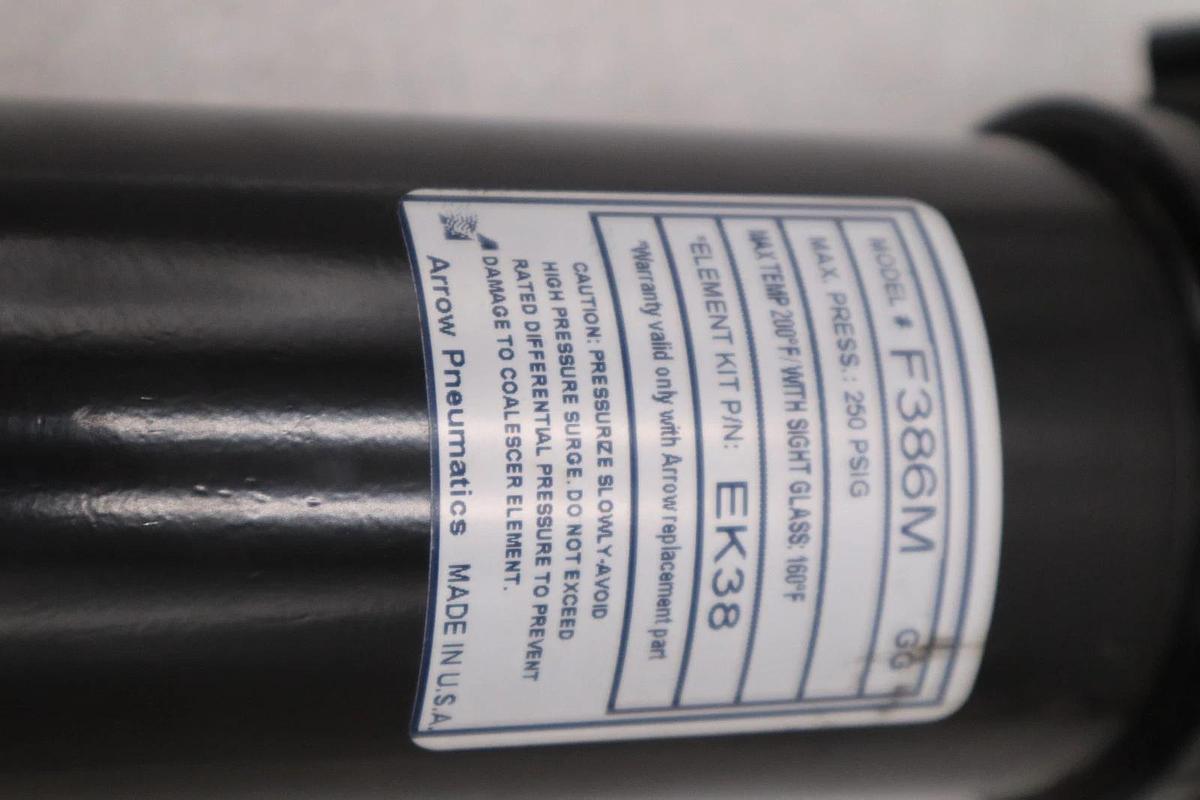 MODEL # F386M GG
MAX. PRESS.: 250 PSIG
MAX TEMP 200°F/WITH SIGHT GLASS: 160°F
*ELEMENT KIT P/N: EK38
*Warranty valid only with Arrow replacement part
CAUTION: PRESSURIZE SLOWLY-AVOID
HIGH PRESSURE SURGE. DO NOT EXCEED
RATED DIFFERENTIAL PRESSURE TO PREVENT
DAMAGE TO COALESCER ELEMENT.
Arrow Pneumatics MADE IN U.S.A.